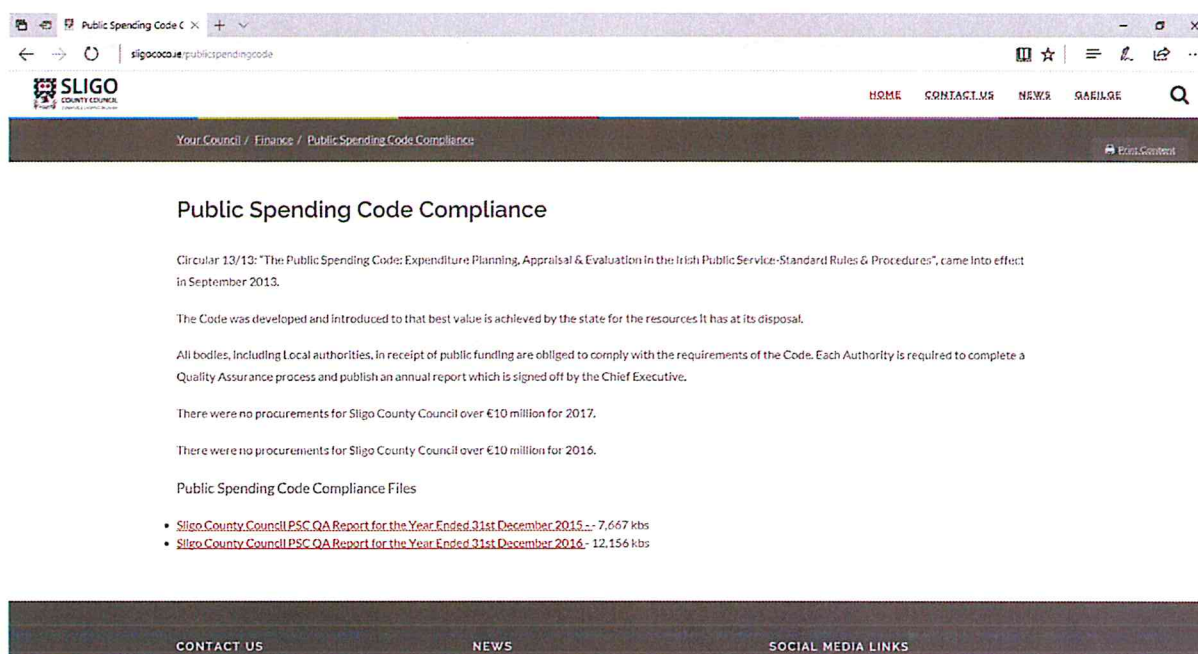 Public Spending Code C
sligococo.ie/publicspendingcode
SLIGO
COUNTY COUNCIL
HOME CONTACT US NEWS GAEILGE
Your Council / Finance / Public Spending Code Compliance
Print Content
Public Spending Code Compliance
Circular 13/13: "The Public Spending Code: Expenditure Planning, Appraisal & Evaluation in the Irish Public Service-Standard Rules & Procedures", came into effect
in September 2013.
The Code was developed and introduced to that best value is achieved by the state for the resources it has at its disposal.
All bodies, including Local authorities, in receipt of public funding are obliged to comply with the requirements of the Code. Each Authority is required to complete a
Quality Assurance process and publish an annual report which is signed off by the Chief Executive.
There were no procurements for Sligo County Council over €10 million for 2017.
There were no procurements for Sligo County Council over €10 million for 2016.
Public Spending Code Compliance Files
• Sligo County Council PSC QA Report for the Year Ended 31st December 2015 - - 7,667 kbs
• Sligo County Council PSC QA Report for the Year Ended 31st December 2016 - 12,156 kbs
CONTACT US NEWS SOCIAL MEDIA LINKS